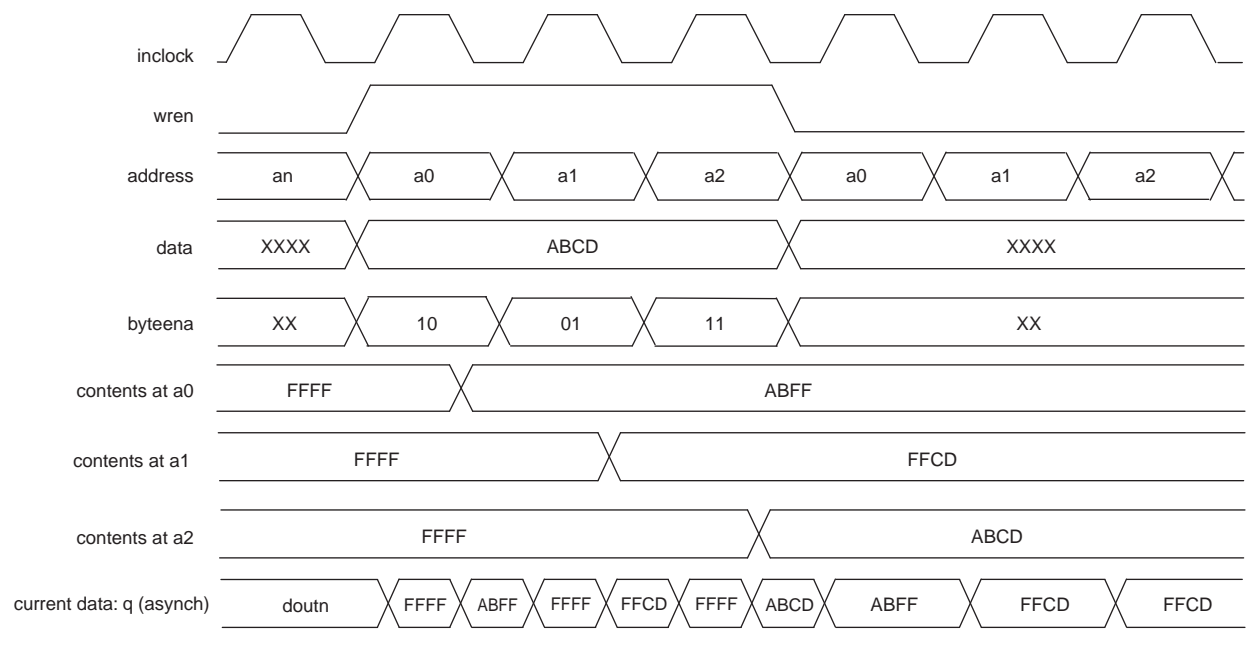 inclock
wren
address an a0 a1 a2 a0 a1 a2
data XXXX ABCD XXXX
byteena XX 10 01 11 XX
contents at a0 FFFF ABFF
contents at a1 FFFF FFCD
contents at a2 FFFF ABCD
current data: q (asynch) doutn FFFF ABFF FFFF FFCD FFFF ABCD ABFF FFCD FFCD